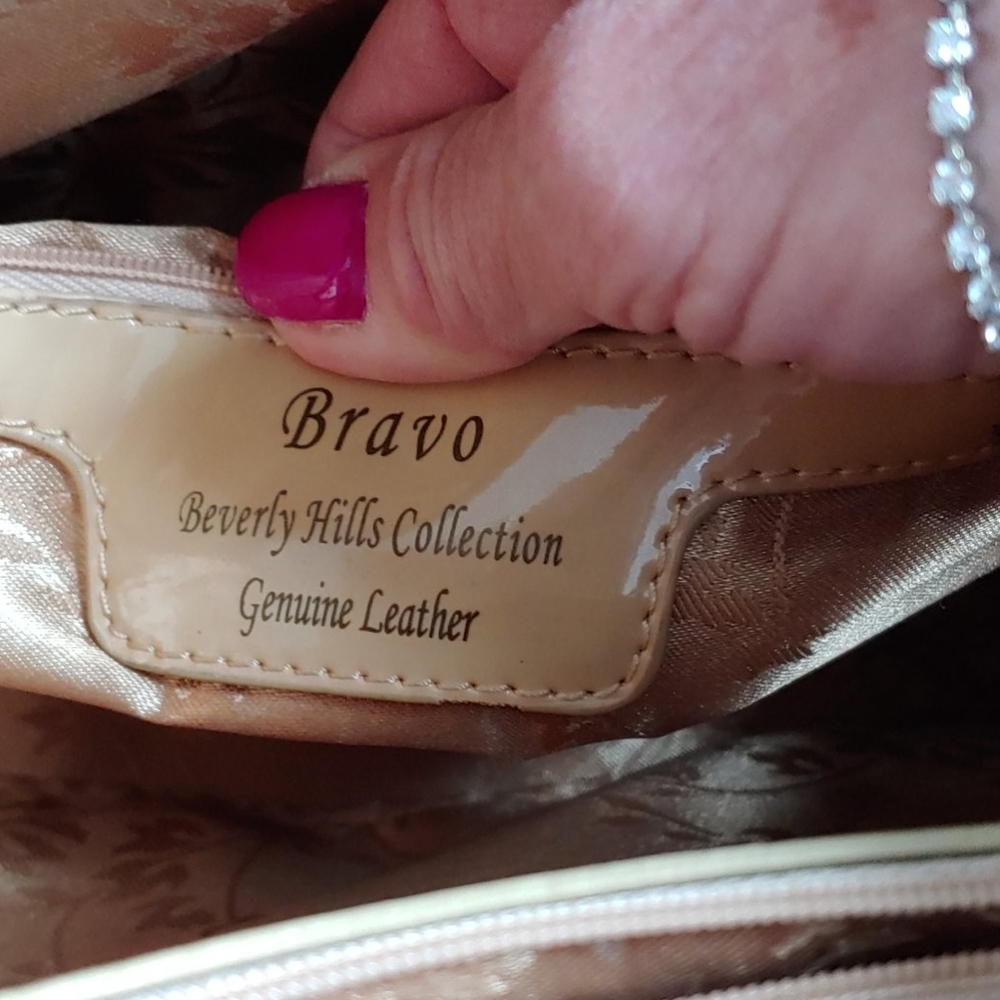 Bravo
Beverly Hills Collection
Genuine Leather